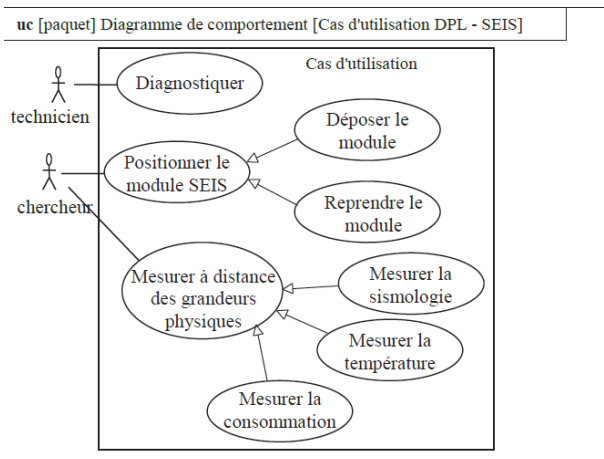 uc [paquet] Diagramme de comportement [Cas d'utilisation DPL - SEIS]
Cas d'utilisation
Diagnostiquer
technicien
Déposer le
module
Positionner le
module SEIS
chercheur
Reprendre le
module
Mesurer à distance
des grandeurs
physiques
Mesurer la
sismologie
Mesurer la
température
Mesurer la
consommation